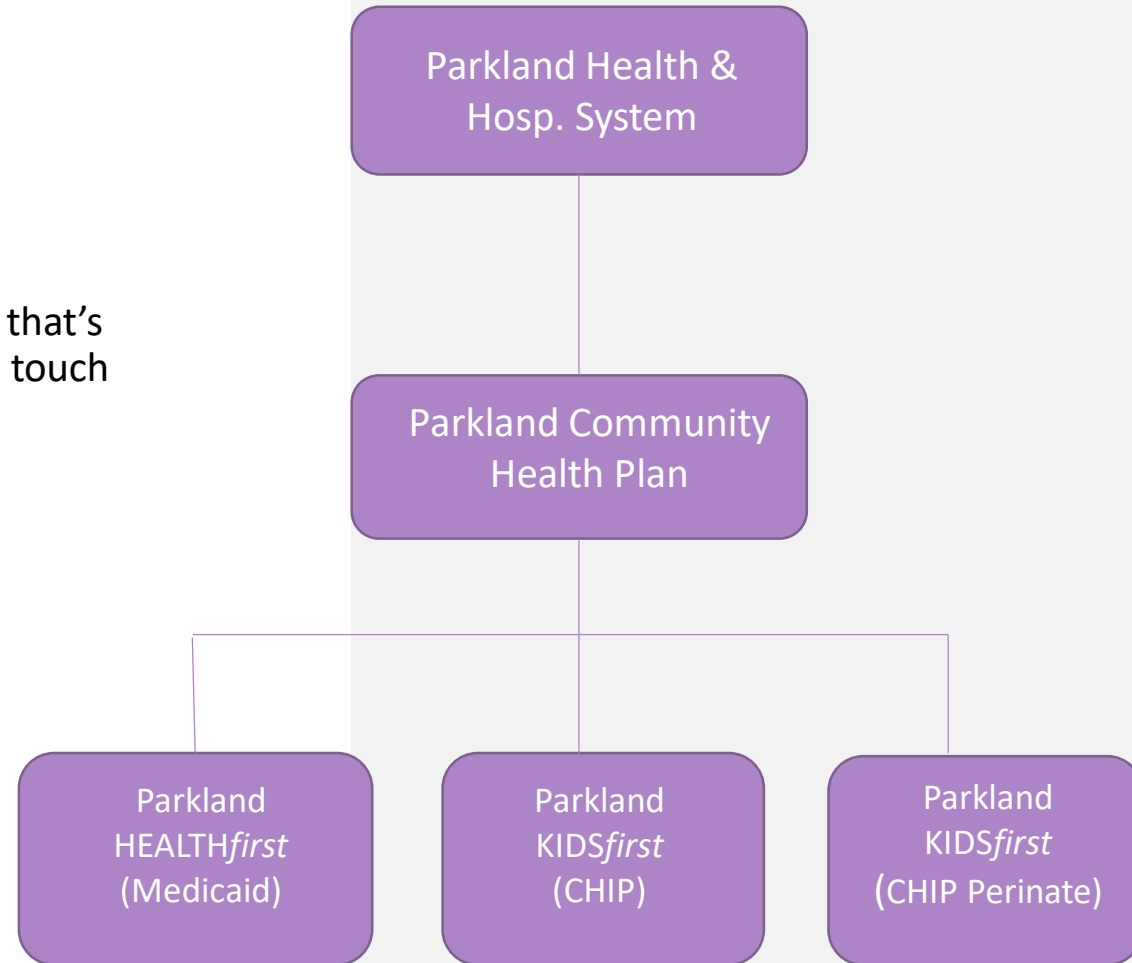 Parkland Health &
Hosp. System
that’s
touch
Parkland Community
Health Plan
Parkland
HEALTHfirst
(Medicaid)
Parkland
KIDSfirst
(CHIP)
Parkland
KIDSfirst
(CHIP Perinate)